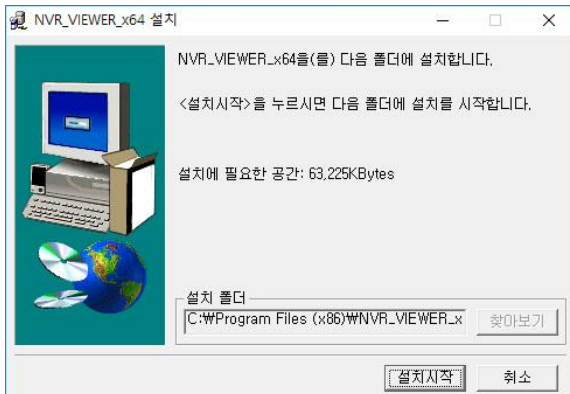 NVR_VIEWER_x64 설치
NVR_VIEWER_x64을(를) 다음 폴더에 설치합니다.
<설치시작>을 누르시면 다음 폴더에 설치를 시작합니다.
설치에 필요한 공간: 63,225KBytes
설치 폴더
C:₩Program Files (x86)₩NVR_VIEWER_x
찾아보기
설치시작
취소